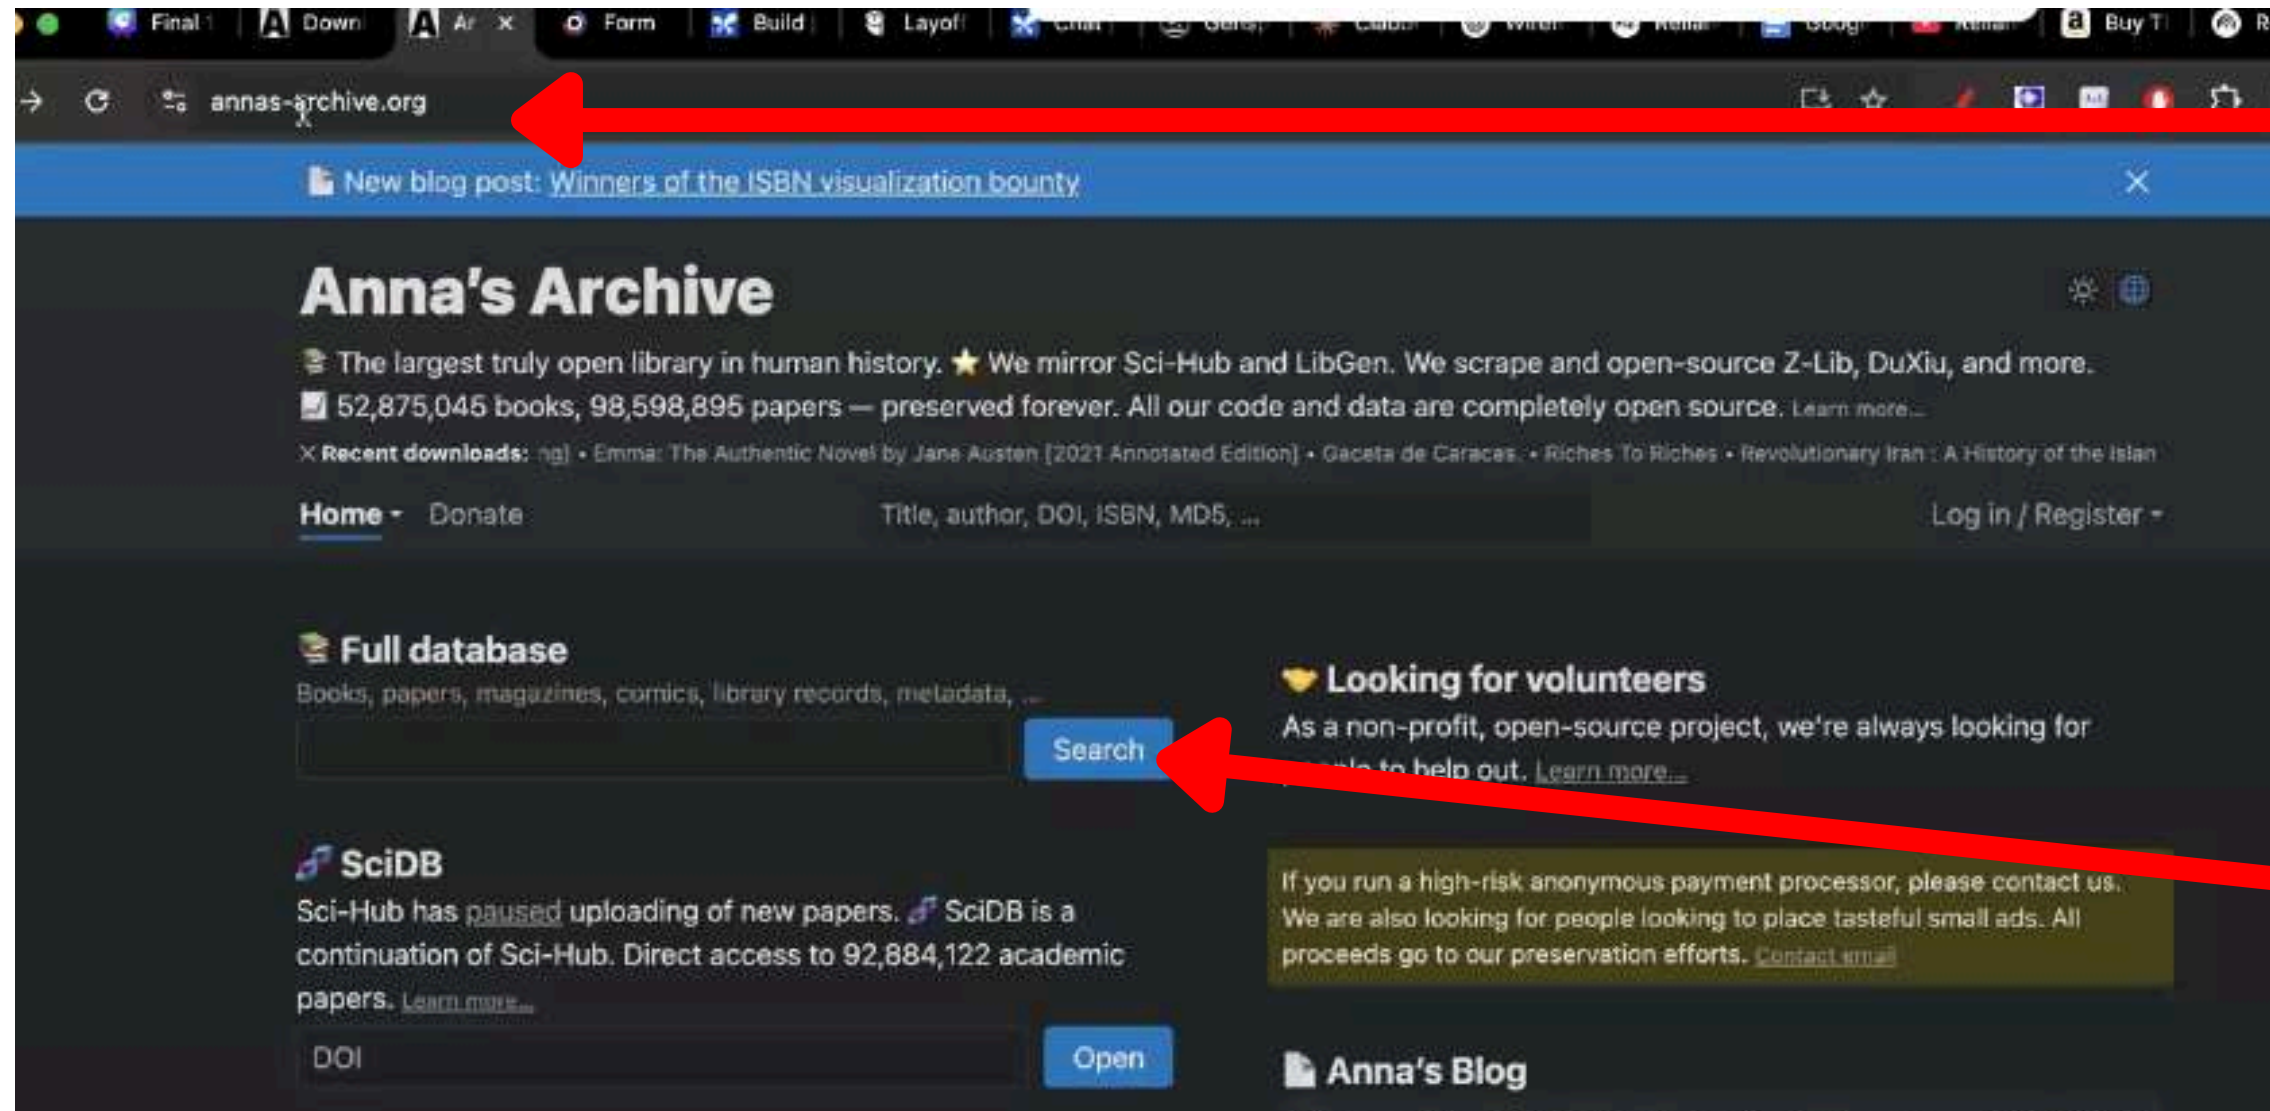 Final
Down
Ar
Form
Build
Layof
Chat
Buy T
annas-archive.org
New blog post: Winners of the ISBN visualization bounty
Anna's Archive
The largest truly open library in human history. ⭐ We mirror Sci-Hub and LibGen. We scrape and open-source Z-Lib, DuXiu, and more.
52,875,045 books, 98,598,895 papers — preserved forever. All our code and data are completely open source. Learn more...
Recent downloads: ng] • Emma: The Authentic Novel by Jane Austen [2021 Annotated Edition] • Gaceta de Caracas. • Riches To Riches • Revolutionary Iran : A History of the Islan
Home Donate Title, author, DOI, ISBN, MD5, ... Log in / Register
Full database
Books, papers, magazines, comics, library records, metadata, ...
Search
SciDB
Sci-Hub has paused uploading of new papers. SciDB is a
continuation of Sci-Hub. Direct access to 92,884,122 academic
papers. Learn more...
DOI
Open
Looking for volunteers
As a non-profit, open-source project, we're always looking for
to help out. Learn more...
If you run a high-risk anonymous payment processor, please contact us.
We are also looking for people looking to place tasteful small ads. All
proceeds go to our preservation efforts. Contact email
Anna's Blog